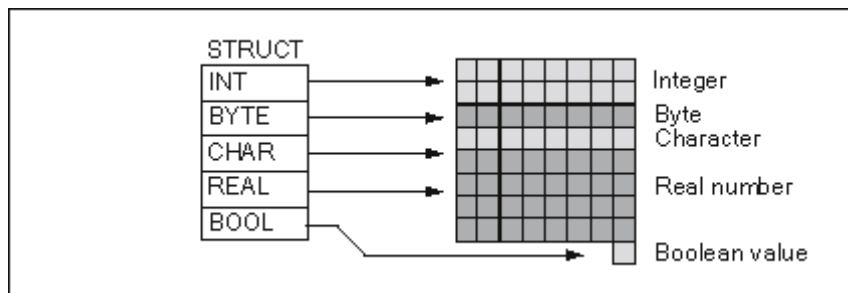 STRUCT
INT
BYTE
CHAR
REAL
BOOL
Integer
Byte
Character
Real number
Boolean value